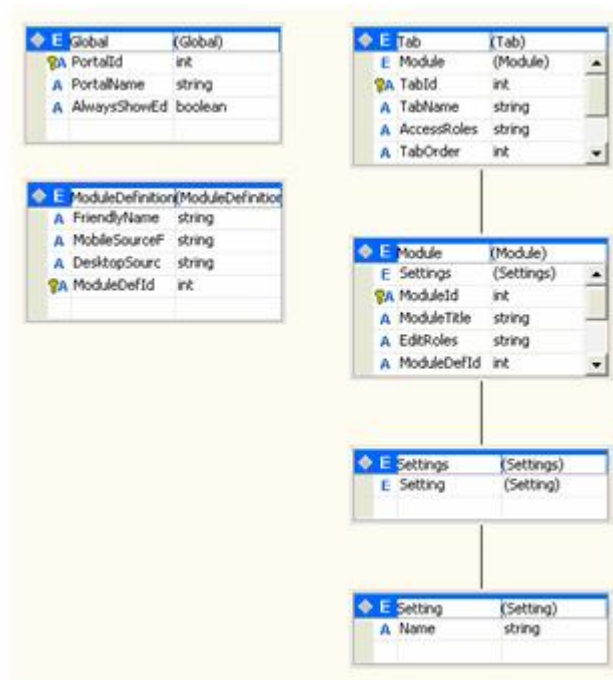 E Global (Global)
A PortalId int
A PortalName string
A AlwaysShowEd boolean
E ModuleDefinition (ModuleDefinition
A FriendlyName string
A MobileSourceF string
A DesktopSourc string
A ModuleDefId int
E Tab (Tab)
E Module (Module)
A TabId int
A TabName string
A AccessRoles string
A TabOrder int
E Module (Module)
E Settings (Settings)
A ModuleId int
A ModuleTitle string
A EditRoles string
A ModuleDefId int
E Settings (Settings)
E Setting (Setting)
E Setting (Setting)
A Name string